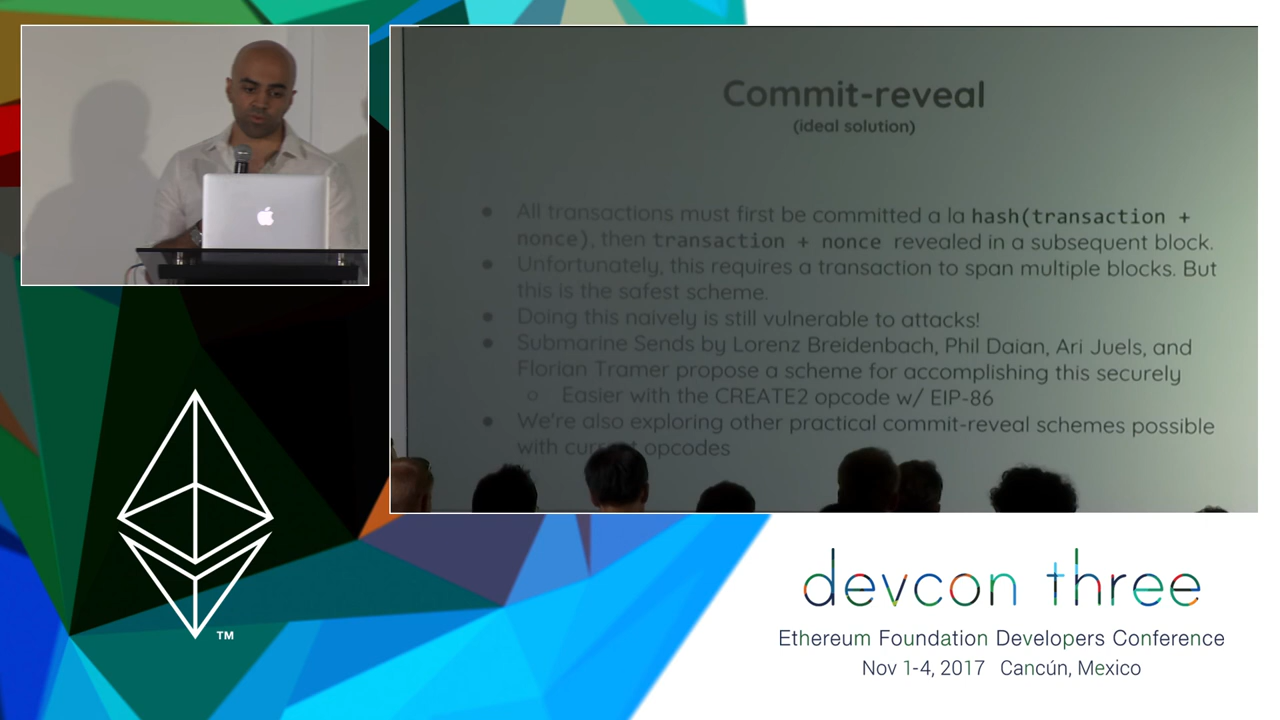 Commit-reveal
(ideal solution)
All transactions must first be committed a la hash(transaction +
nonce), then transaction + nonce revealed in a subsequent block.
Unfortunately, this requires a transaction to span multiple blocks. But
this is the safest scheme.
Doing this naively is still vulnerable to attacks!
Submarine Sends by Lorenz Breidenbach, Phil Daian, Ari Juels, and
Florian Tramer propose a scheme for accomplishing this securely
Easier with the CREATE2 opcode w/ EIP-86
We're also exploring other practical commit-reveal schemes possible
with current opcodes
TM
devcon three
Ethereum Foundation Developers Conference
Nov 1-4, 2017 Cancún, Mexico